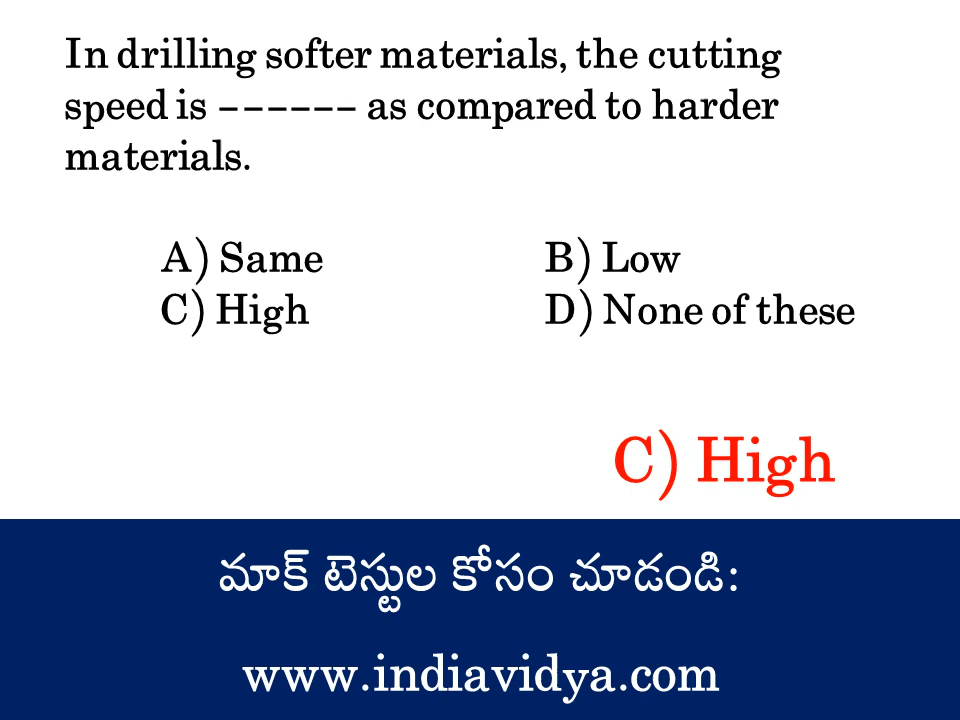 In drilling softer materials, the cutting
speed is ------ as compared to harder
materials.
A) Same B) Low
C) High D) None of these
C) High
మాక్ టెస్టుల కోసం చూడండి:
www.indiavidya.com